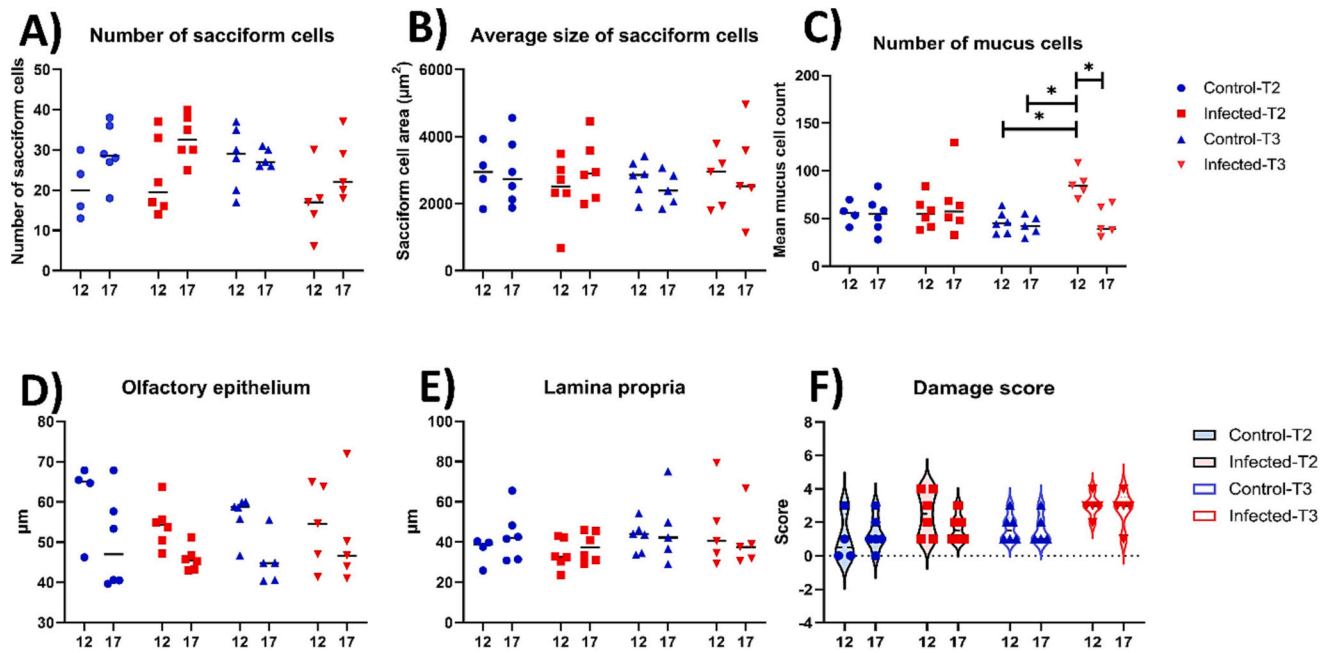 A)
Number of sacciform cells
Number of sacciform cells
50
40
30
20
10
0
12 17 12 17 12 17 12 17
B)
Average size of sacciform cells
Sacciform cell area (µm²)
6000
4000
2000
0
12 17 12 17 12 17 12 17
C)
Number of mucus cells
Mean mucus cell count
200
150
100
50
0
* * *
12 17 12 17 12 17 12 17
Control-T2
Infected-T2
Control-T3
Infected-T3
D)
Olfactory epithelium
µm
80
70
60
50
40
30
12 17 12 17 12 17 12 17
E)
Lamina propria
µm
100
80
60
40
20
0
12 17 12 17 12 17 12 17
F)
Damage score
Score
8
6
4
2
0
-2
-4
12 17 12 17 12 17 12 17
Control-T2
Infected-T2
Control-T3
Infected-T3